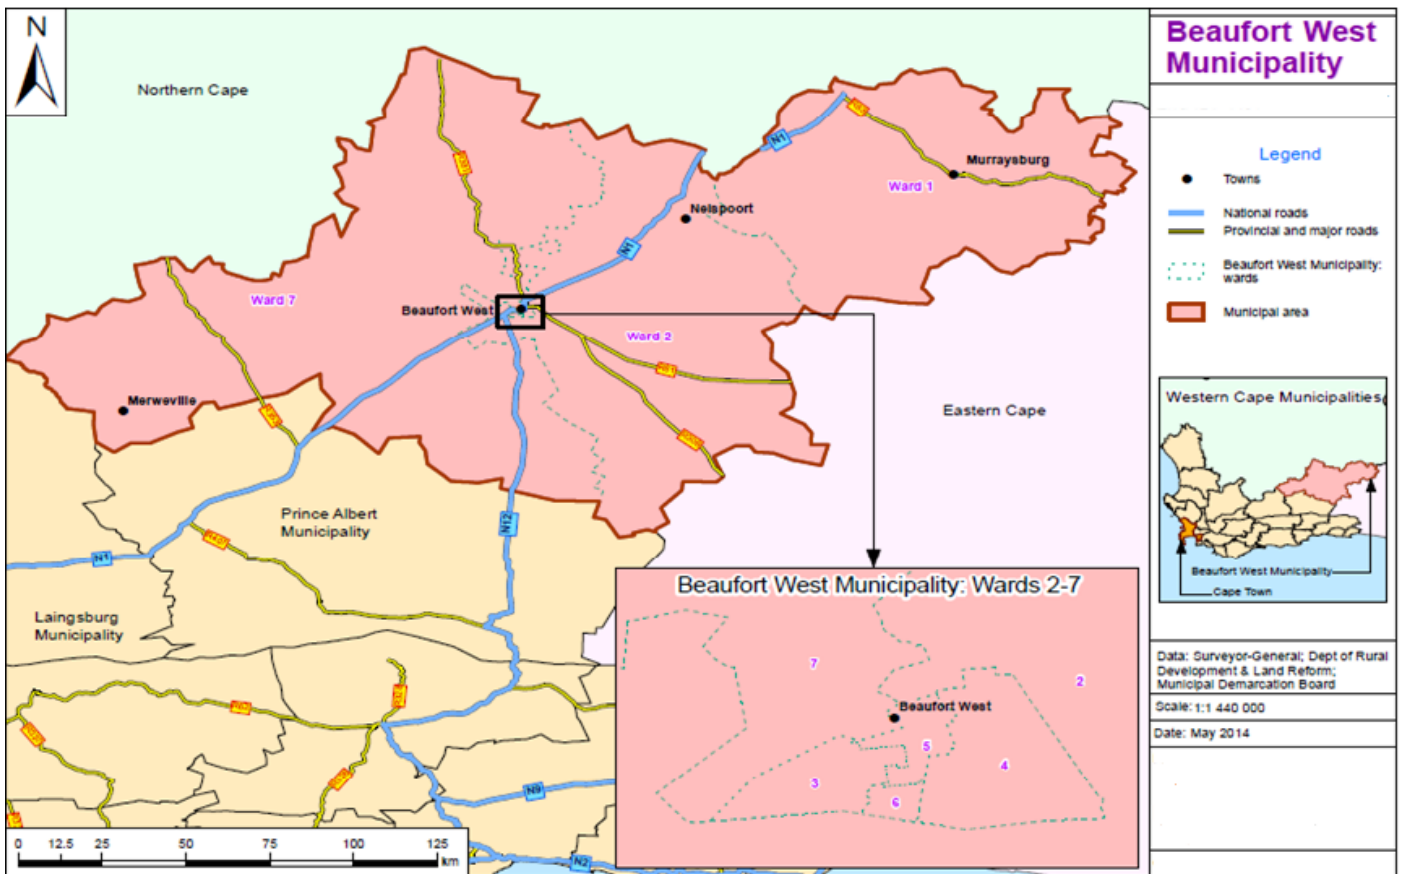 N
Northern Cape
N1
Murraysburg
Ward 1
Nelspoort
N1
Ward 7
Beaufort West
Ward 2
Merweville
Eastern Cape
Prince Albert
Municipality
N12
N1
Laingsburg
Municipality
N9
N2
0 12.5 25 50 75 100 125
km
Beaufort West Municipality: Wards 2-7
7
2
Beaufort West
5
4
3
6
Beaufort West
Municipality
Legend
Towns
National roads
Provincial and major roads
Beaufort West Municipality:
wards
Municipal area
Western Cape Municipalities
Beaufort West Municipality
Cape Town
Data: Surveyor-General; Dept of Rural
Development & Land Reform;
Municipal Demarcation Board
Scale: 1:1 440 000
Date: May 2014